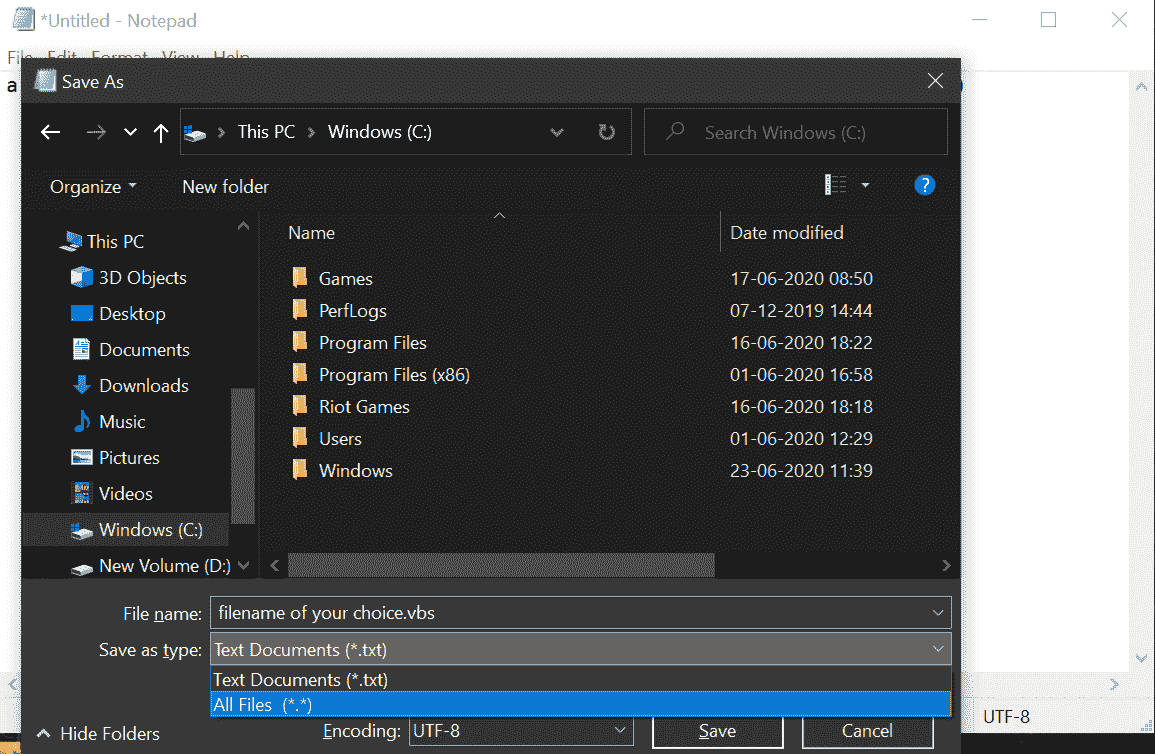 *Untitled - Notepad
File Edit Format View Help
a
Save As
This PC > Windows (C:)
Search Windows (C:)
Organize
New folder
Name
Date modified
This PC
3D Objects
Desktop
Documents
Downloads
Music
Pictures
Videos
Windows (C:)
New Volume (D:)
Games 17-06-2020 08:50
PerfLogs 07-12-2019 14:44
Program Files 16-06-2020 18:22
Program Files (x86) 01-06-2020 16:58
Riot Games 16-06-2020 18:18
Users 01-06-2020 12:29
Windows 23-06-2020 11:39
File name: filename of your choice.vbs
Save as type: Text Documents (*.txt)
Text Documents (*.txt)
All Files (*.*)
Hide Folders
Encoding: UTF-8
Save
Cancel
UTF-8